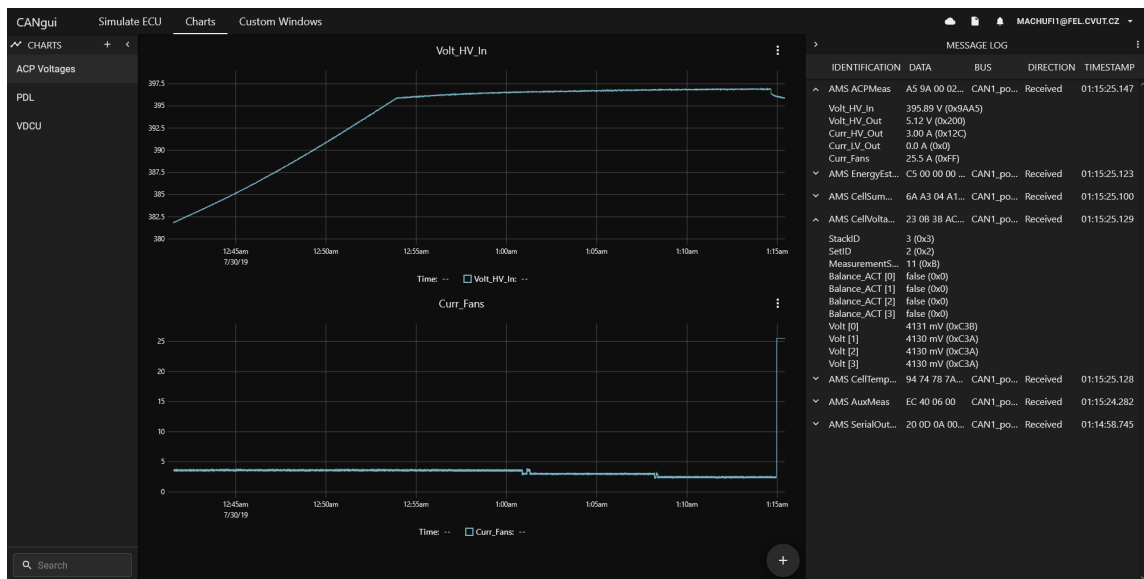 CANgui Simulate ECU Charts Custom Windows MACHUFI1@FEL.CVUT.CZ
CHARTS
ACP Voltages
PDL
VDCU
Search
Volt_HV_In
397.5
395
392.5
390
387.5
385
382.5
380
12:45am 12:50am 12:55am 1:00am 1:05am 1:10am 1:15am
7/30/19
Time: -- Volt_HV_In: --
Curr_Fans
25
20
15
10
5
0
12:45am 12:50am 12:55am 1:00am 1:05am 1:10am 1:15am
7/30/19
Time: -- Curr_Fans: --
MESSAGE LOG
IDENTIFICATION DATA BUS DIRECTION TIMESTAMP
AMS ACPMeas A5 9A 00 02... CAN1_po... Received 01:15:25.147
Volt_HV_In 395.89 V (0x9AA5)
Volt_HV_Out 5.12 V (0x200)
Curr_HV_Out 3.00 A (0x12C)
Curr_LV_Out 0.0 A (0x0)
Curr_Fans 25.5 A (0xFF)
AMS EnergyEst... C5 00 00 00 ... CAN1_po... Received 01:15:25.123
AMS CellSum... 6A A3 04 A1... CAN1_po... Received 01:15:25.100
AMS CellVolta... 23 0B 3B AC... CAN1_po... Received 01:15:25.129
StackID 3 (0x3)
SetID 2 (0x2)
MeasurementS... 11 (0xB)
Balance_ACT [0] false (0x0)
Balance_ACT [1] false (0x0)
Balance_ACT [2] false (0x0)
Balance_ACT [3] false (0x0)
Volt [0] 4131 mV (0xC3B)
Volt [1] 4130 mV (0xC3A)
Volt [2] 4130 mV (0xC3A)
Volt [3] 4130 mV (0xC3A)
AMS CellTemp... 94 74 78 7A... CAN1_po... Received 01:15:25.128
AMS AuxMeas EC 40 06 00 CAN1_po... Received 01:15:24.282
AMS SerialOut... 20 0D 0A 00... CAN1_po... Received 01:14:58.745